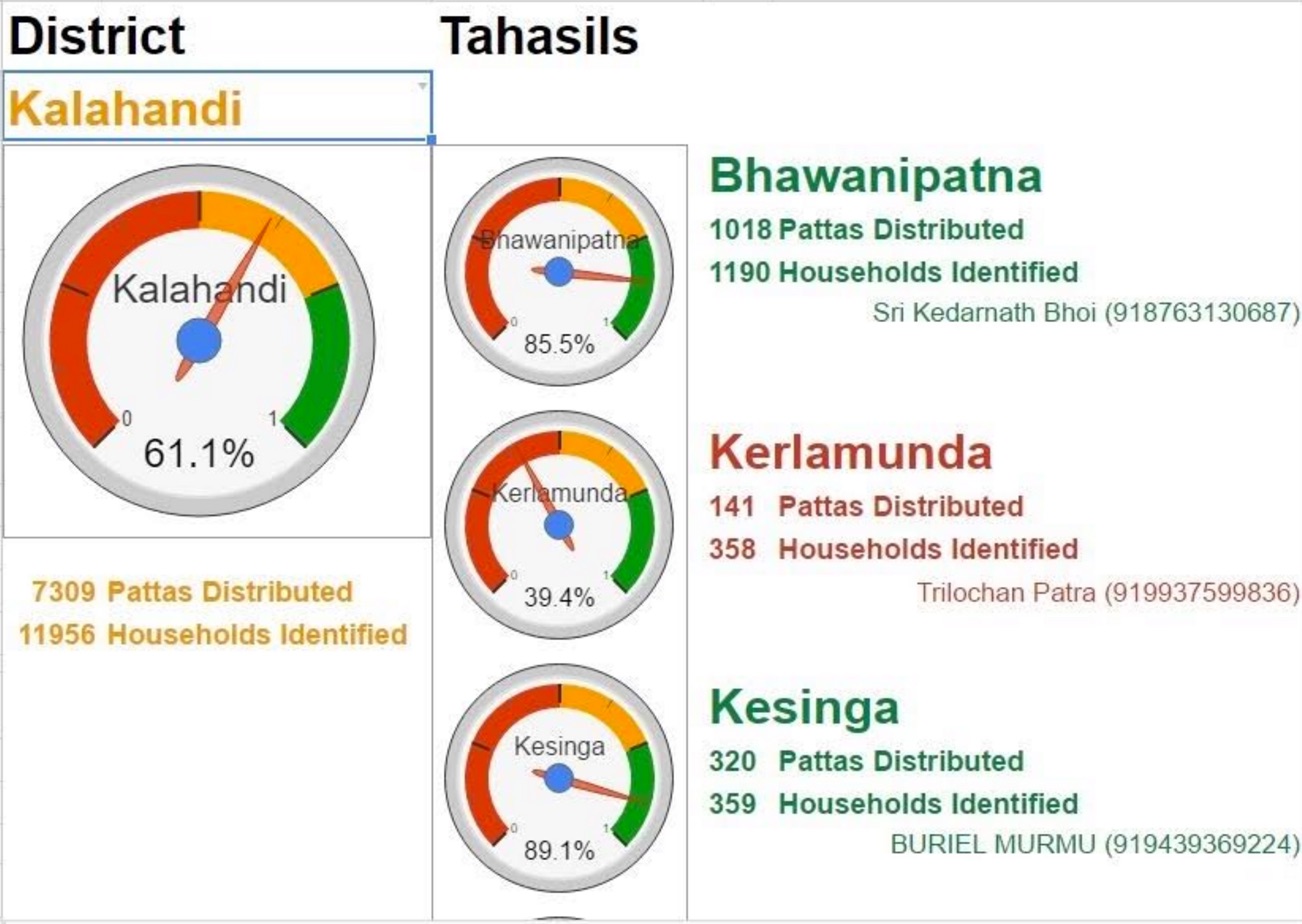 District
Tahasils
Kalahandi
Kalahandi
0 1
61.1%
7309 Pattas Distributed
11956 Households Identified
Bhawanipatna
0 1
85.5%
Bhawanipatna
1018 Pattas Distributed
1190 Households Identified
Sri Kedarnath Bhoi (918763130687)
Kerlamunda
0 1
39.4%
Kerlamunda
141 Pattas Distributed
358 Households Identified
Trilochan Patra (919937599836)
Kesinga
0 1
89.1%
Kesinga
320 Pattas Distributed
359 Households Identified
BURIEL MURMU (919439369224)